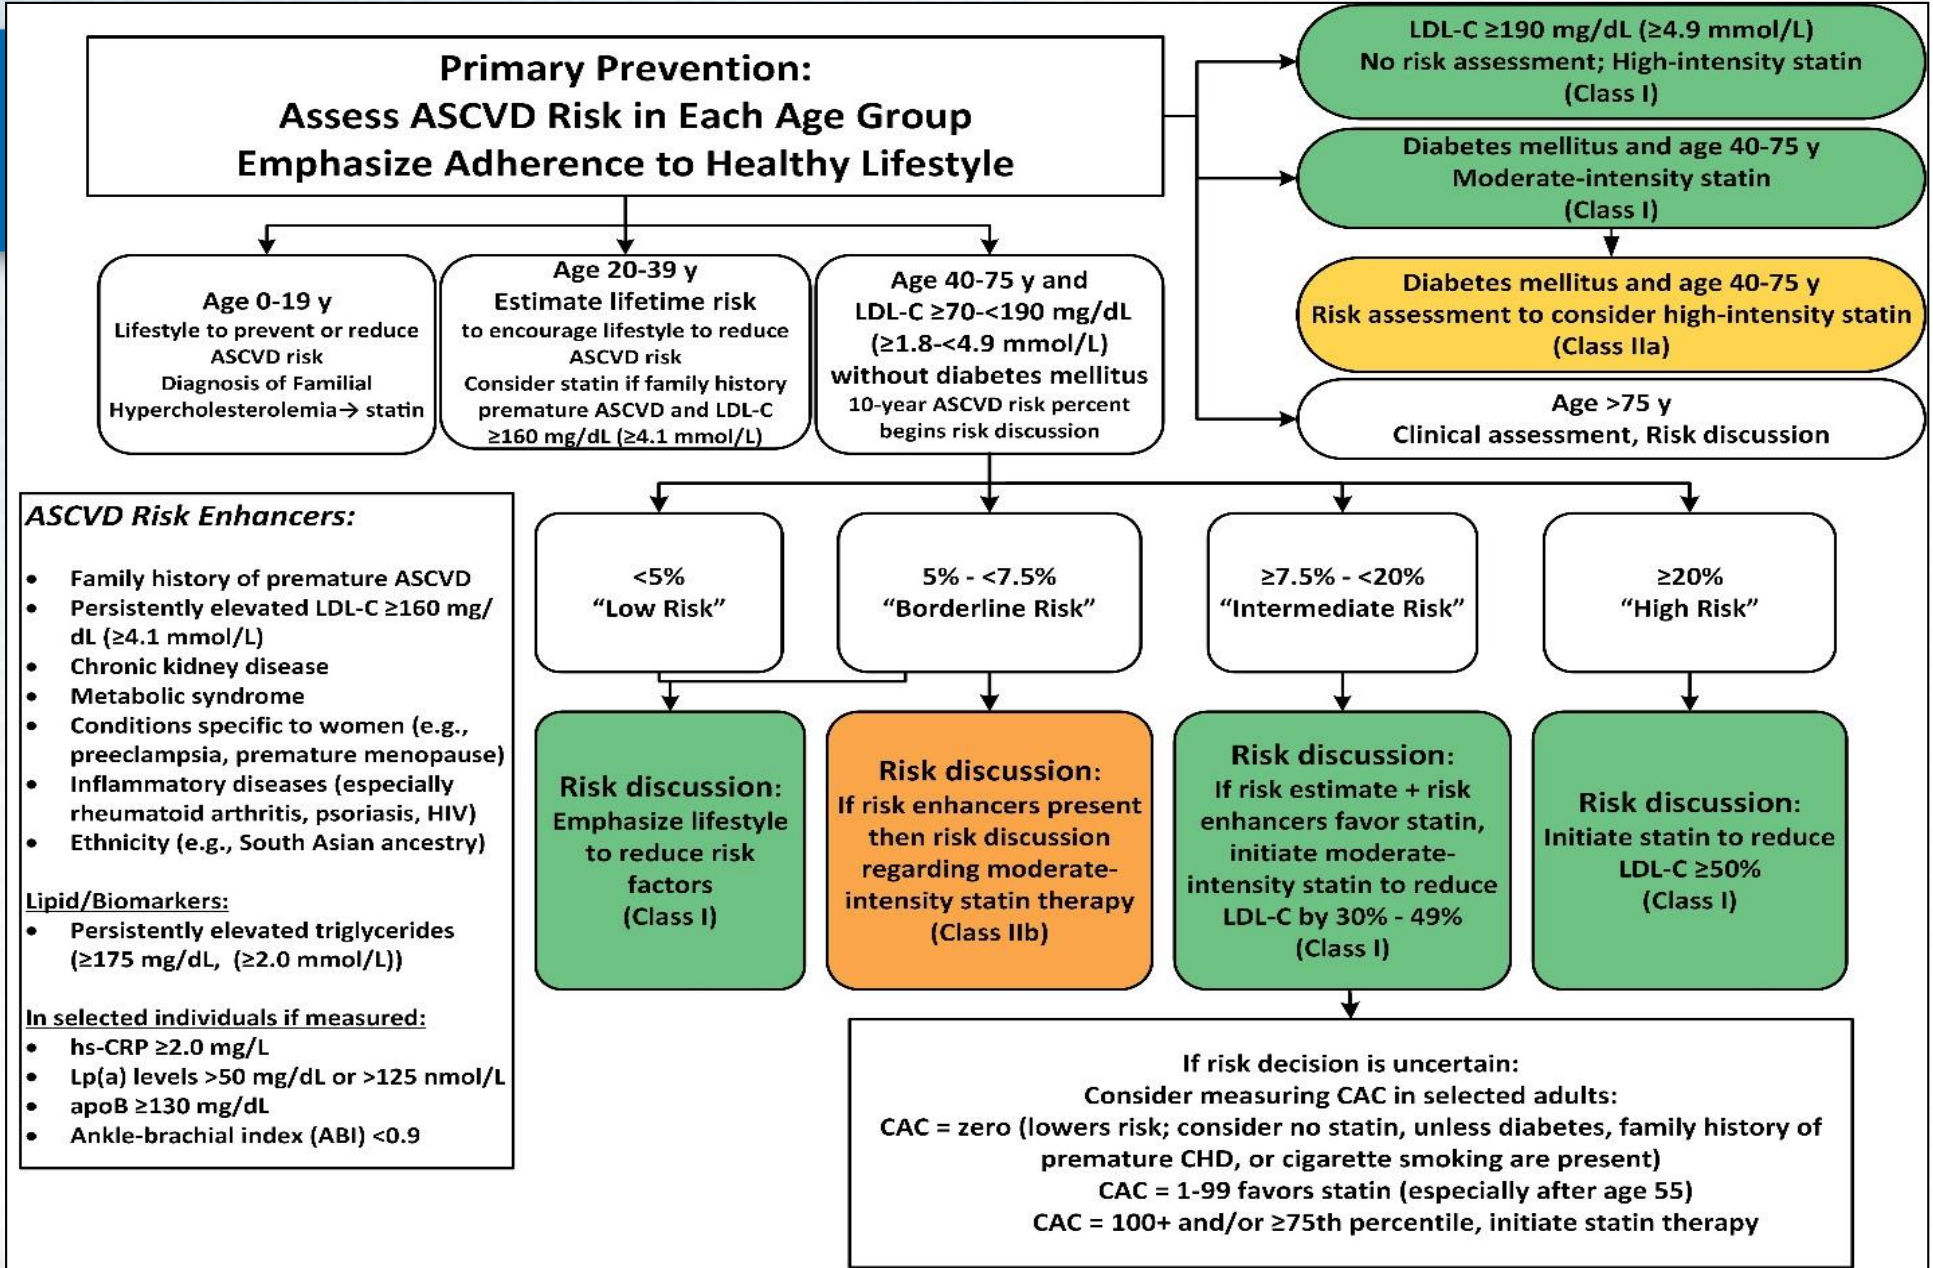 Primary Prevention:
Assess ASCVD Risk in Each Age Group
Emphasize Adherence to Healthy Lifestyle
LDL-C ≥190 mg/dL (≥4.9 mmol/L)
No risk assessment; High-intensity statin
(Class I)
Diabetes mellitus and age 40-75 y
Moderate-intensity statin
(Class I)
Diabetes mellitus and age 40-75 y
Risk assessment to consider high-intensity statin
(Class IIa)
Age >75 y
Clinical assessment, Risk discussion
Age 0-19 y
Lifestyle to prevent or reduce
ASCVD risk
Diagnosis of Familial
Hypercholesterolemia→ statin
Age 20-39 y
Estimate lifetime risk
to encourage lifestyle to reduce
ASCVD risk
Consider statin if family history
premature ASCVD and LDL-C
≥160 mg/dL (≥4.1 mmol/L)
Age 40-75 y and
LDL-C ≥70-<190 mg/dL
(≥1.8-<4.9 mmol/L)
without diabetes mellitus
10-year ASCVD risk percent
begins risk discussion
<5%
“Low Risk”
5% - <7.5%
“Borderline Risk”
≥7.5% - <20%
“Intermediate Risk”
≥20%
“High Risk”
Risk discussion:
Emphasize lifestyle
to reduce risk
factors
(Class I)
Risk discussion:
If risk enhancers present
then risk discussion
regarding moderate-
intensity statin therapy
(Class IIb)
Risk discussion:
If risk estimate + risk
enhancers favor statin,
initiate moderate-
intensity statin to reduce
LDL-C by 30% - 49%
(Class I)
Risk discussion:
Initiate statin to reduce
LDL-C ≥50%
(Class I)
If risk decision is uncertain:
Consider measuring CAC in selected adults:
CAC = zero (lowers risk; consider no statin, unless diabetes, family history of
premature CHD, or cigarette smoking are present)
CAC = 1-99 favors statin (especially after age 55)
CAC = 100+ and/or ≥75th percentile, initiate statin therapy
ASCVD Risk Enhancers:
• Family history of premature ASCVD
• Persistently elevated LDL-C ≥160 mg/
dL (≥4.1 mmol/L)
• Chronic kidney disease
• Metabolic syndrome
• Conditions specific to women (e.g.,
preeclampsia, premature menopause)
• Inflammatory diseases (especially
rheumatoid arthritis, psoriasis, HIV)
• Ethnicity (e.g., South Asian ancestry)
Lipid/Biomarkers:
• Persistently elevated triglycerides
(≥175 mg/dL, (≥2.0 mmol/L))
In selected individuals if measured:
• hs-CRP ≥2.0 mg/L
• Lp(a) levels >50 mg/dL or >125 nmol/L
• apoB ≥130 mg/dL
• Ankle-brachial index (ABI) <0.9